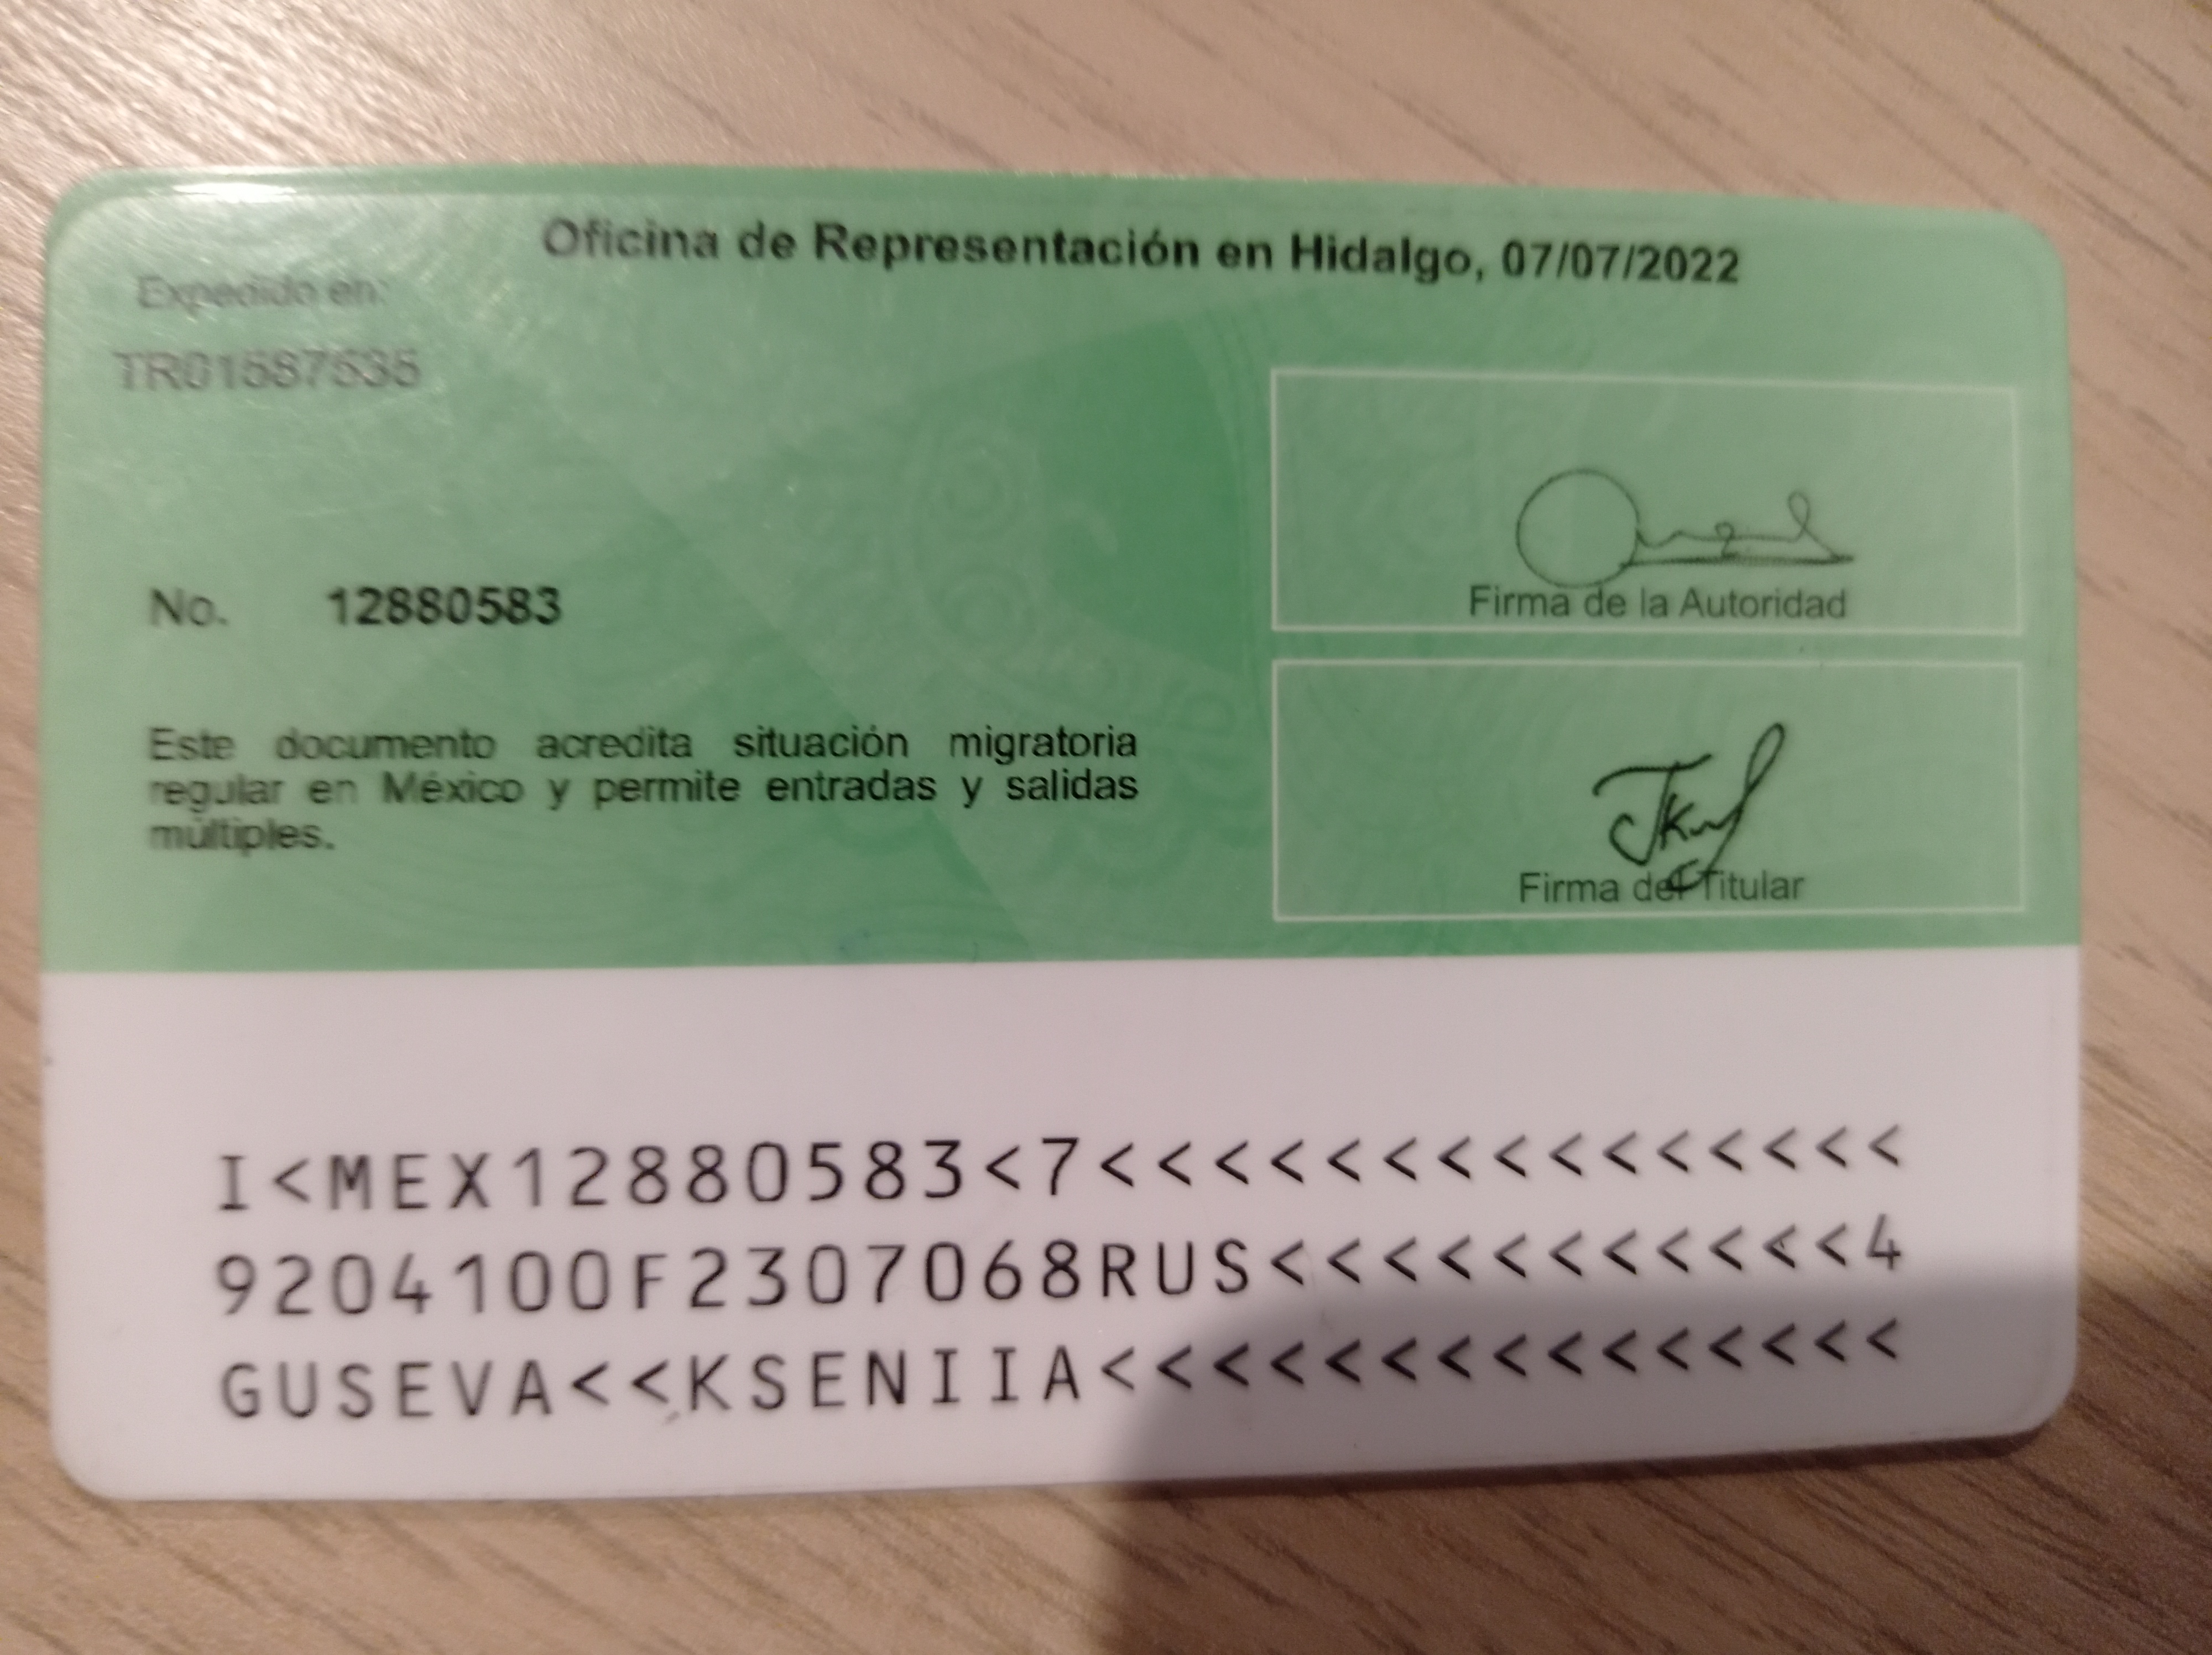 Oficina de Representación en Hidalgo, 07/07/2022
Expedido en:
TR01587535
No. 12880583
Firma de la Autoridad
Este documento acredita situación migratoria
regular en México y permite entradas y salidas
múltiples.
Firma del Titular
I<MEX12880583<7<<<<<<<<<<<<<<<
9204100F2307068RUS<<<<<<<<<<<4
GUSEVA<<KSENIIA<<<<<<<<<<<<<<<